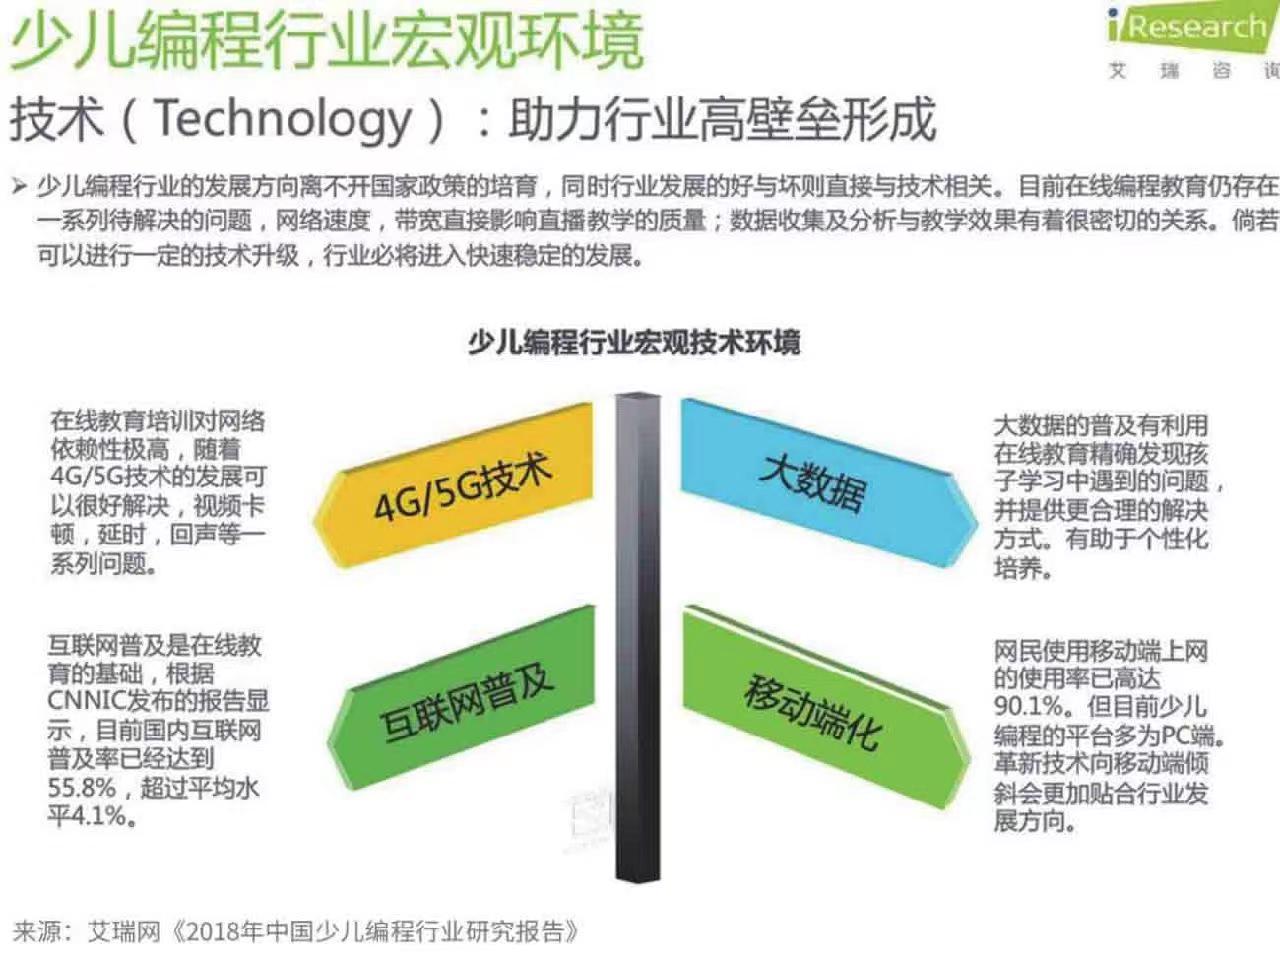 少儿编程行业宏观环境
iResearch
艾瑞咨询
技术（Technology）：助力行业高壁垒形成
➢ 少儿编程行业的发展方向离不开国家政策的培育，同时行业发展的好与坏则直接与技术相关。目前在线编程教育仍存在
一系列待解决的问题，网络速度，带宽直接影响直播教学的质量；数据收集及分析与教学效果有着很密切的关系。倘若
可以进行一定的技术升级，行业必将进入快速稳定的发展。
少儿编程行业宏观技术环境
在线教育培训对网络
依赖性极高，随着
4G/5G技术的发展可
以很好解决，视频卡
顿，延时，回声等一
系列问题。
4G/5G技术
大数据
大数据的普及有利用
在线教育精确发现孩
子学习中遇到的问题，
并提供更合理的解决
方式。有助于个性化
培养。
互联网普及是在线教
育的基础，根据
CNNIC发布的报告显
示，目前国内互联网
普及率已经达到
55.8%，超过平均水
平4.1%。
互联网普及
移动端化
网民使用移动端上网
的使用率已高达
90.1%。但目前少儿
编程的平台多为PC端。
革新技术向移动端倾
斜会更加贴合行业发
展方向。
来源：艾瑞网《2018年中国少儿编程行业研究报告》